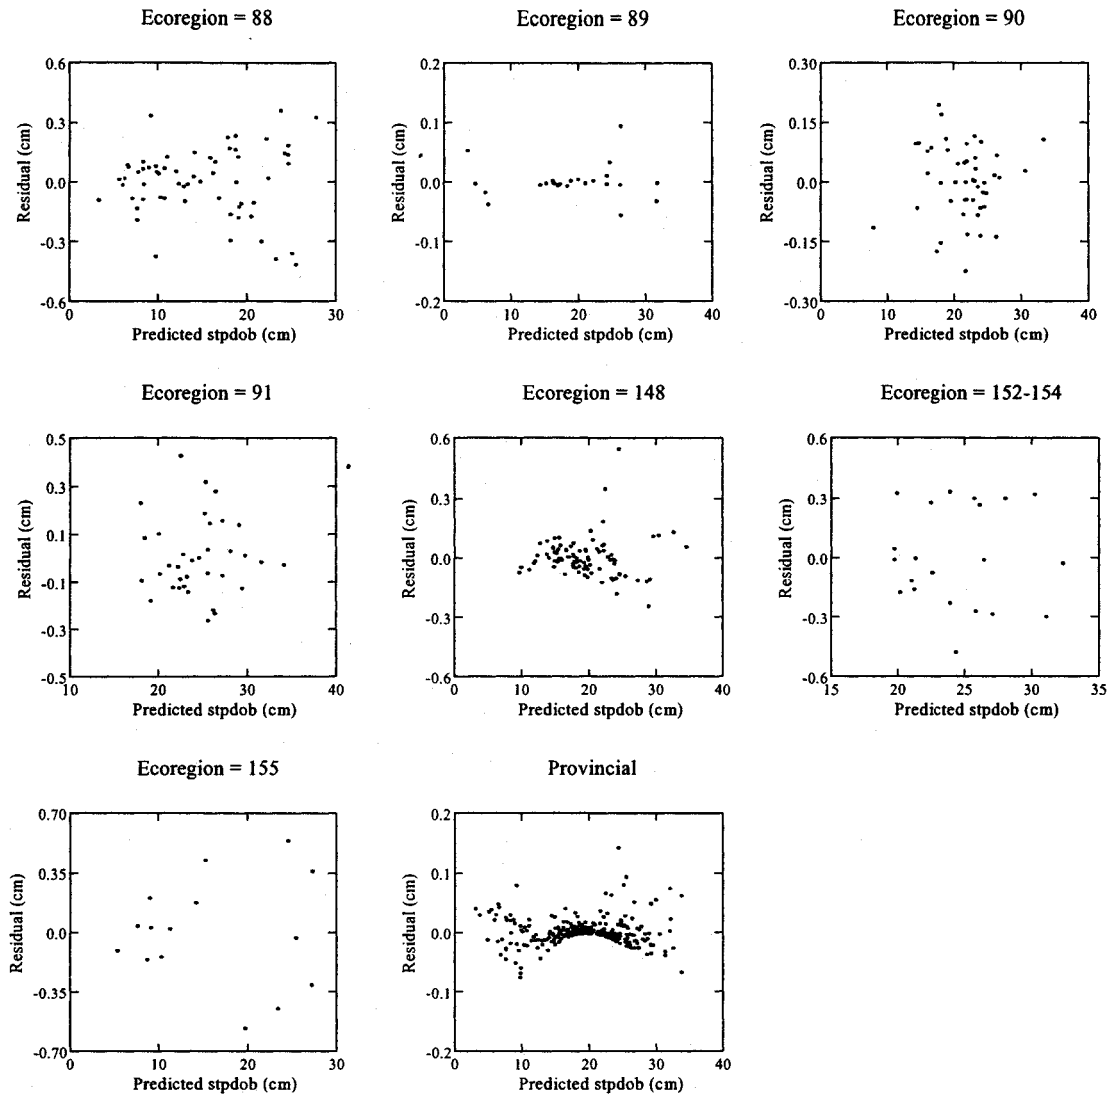 Ecoregion = 88
Ecoregion = 89
Ecoregion = 90
0.6
0.3
0.0
-0.3
-0.6
Residual (cm)
0 10 20 30
Predicted stpdob (cm)
0.2
0.1
0.0
-0.1
-0.2
Residual (cm)
0 10 20 30 40
Predicted stpdob (cm)
0.30
0.15
0.0
-0.15
-0.30
Residual (cm)
0 10 20 30 40
Predicted stpdob (cm)
Ecoregion = 91
Ecoregion = 148
Ecoregion = 152-154
0.5
0.3
0.1
-0.1
-0.3
-0.5
Residual (cm)
10 20 30 40
Predicted stpdob (cm)
0.6
0.3
0.0
-0.3
-0.6
Residual (cm)
0 10 20 30 40
Predicted stpdob (cm)
0.6
0.3
0.0
-0.3
-0.6
Residual (cm)
15 20 25 30 35
Predicted stpdob (cm)
Ecoregion = 155
Provincial
0.70
0.35
0.0
-0.35
-0.70
Residual (cm)
0 10 20 30
Predicted stpdob (cm)
0.2
0.1
0.0
-0.1
-0.2
Residual (cm)
0 10 20 30 40
Predicted stpdob (cm)